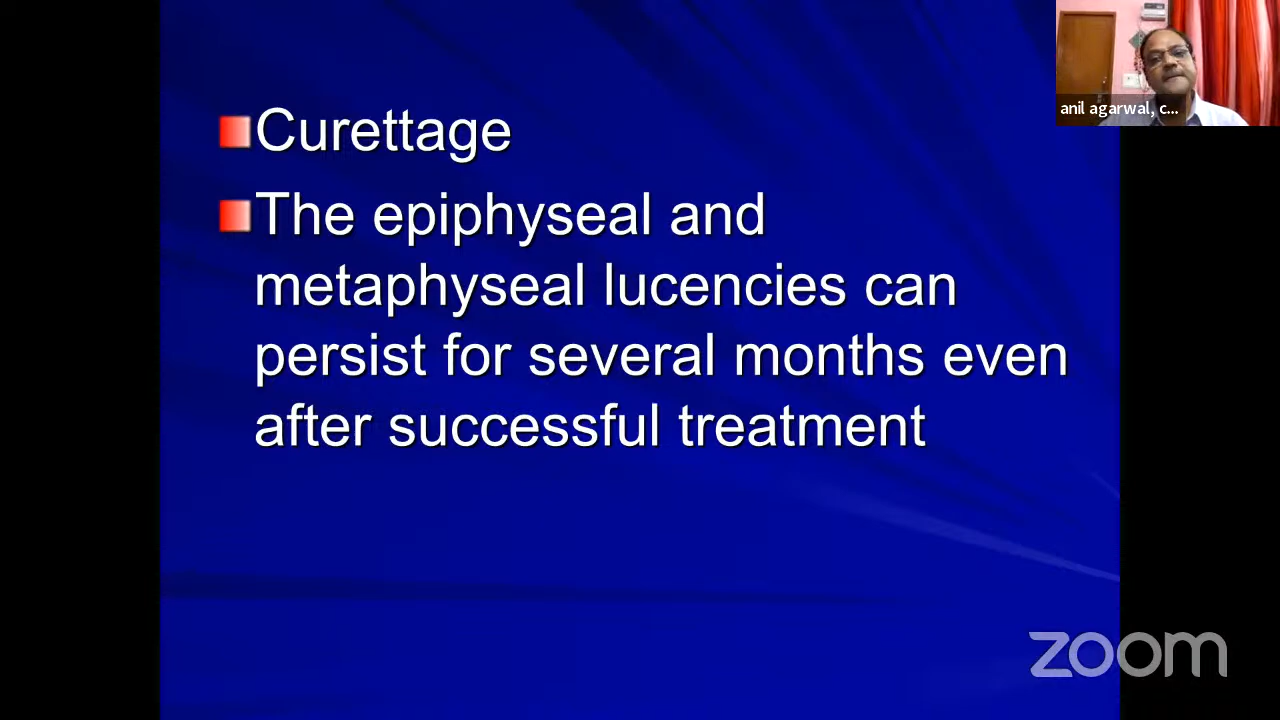 anil agarwal, c...
Curettage
The epiphyseal and
metaphyseal lucencies can
persist for several months even
after successful treatment
zoom